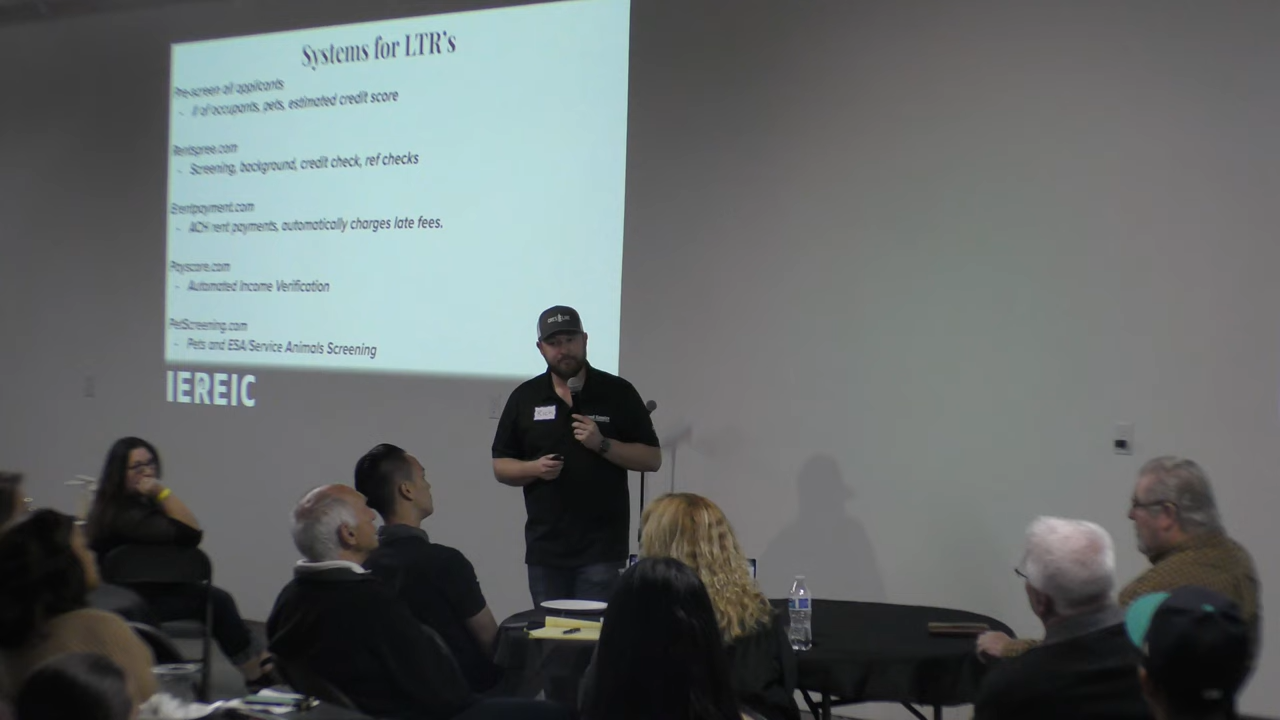 Systems for LTR's
Pre-screen all applicants
- # of occupants, pets, estimated credit score
Rentspree.com
- Screening, background, credit check, ref checks
Erentpayment.com
- ACH rent payments, automatically charges late fees.
Payscore.com
- Automated Income Verification
PetScreening.com
- Pets and ESA/Service Animals Screening
IEREIC